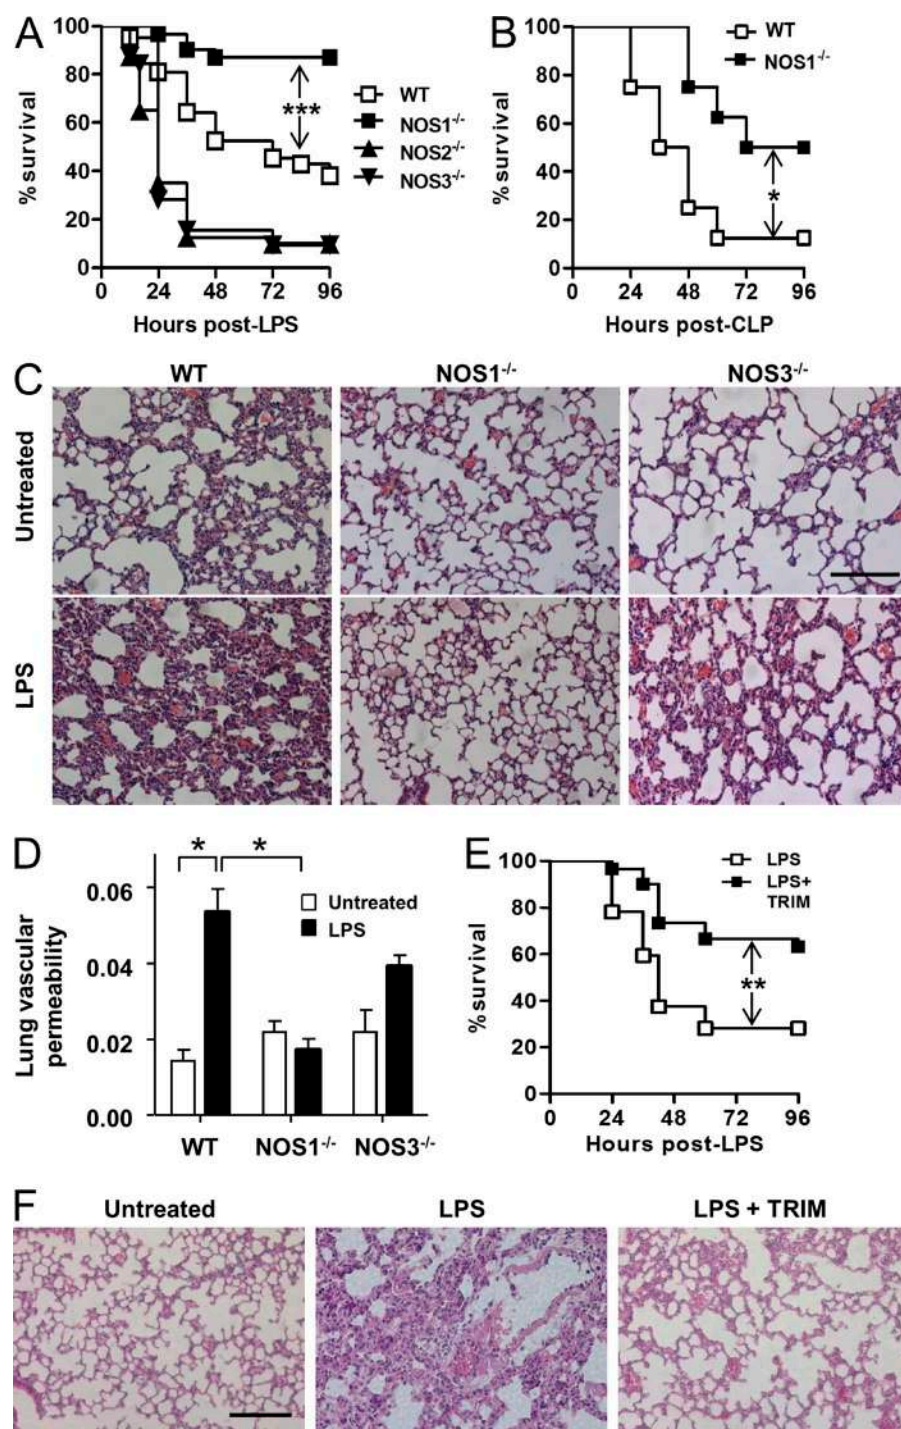 A
100
80
60
40
20
0
% survival
0 24 48 72 96
Hours post-LPS
***
WT
NOS1-/-
NOS2-/-
NOS3-/-
B
100
80
60
40
20
0
% survival
0 24 48 72 96
Hours post-CLP
*
WT
NOS1-/-
C
WT NOS1-/- NOS3-/-
Untreated
LPS
D
* *
0.06
0.04
0.02
0.00
Lung vascular
permeability
Untreated
LPS
WT NOS1-/- NOS3-/-
E
100
80
60
40
20
0
% survival
0 24 48 72 96
Hours post-LPS
**
LPS
LPS+
TRIM
F
Untreated LPS LPS + TRIM